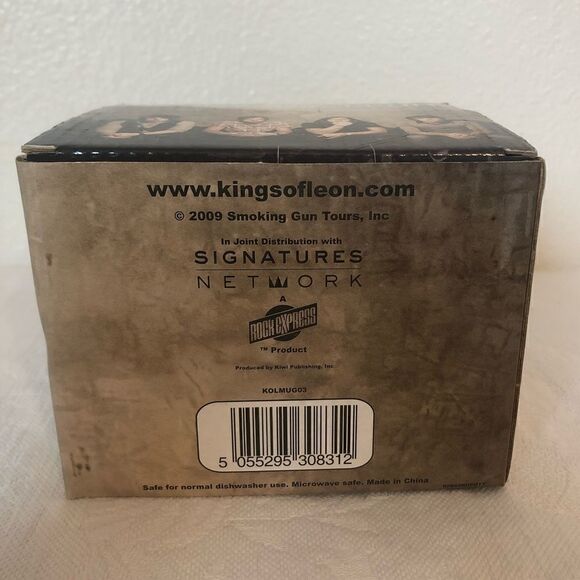 www.kingsofleon.com
© 2009 Smoking Gun Tours, Inc
In Joint Distribution with
SIGNATURES
NETWORK
A
ROCK EXPRESS
™ Product
Produced by Kiwi Publishing, Inc.
KOLMUG03
5 055295 308312
Safe for normal dishwasher use. Microwave safe. Made in China